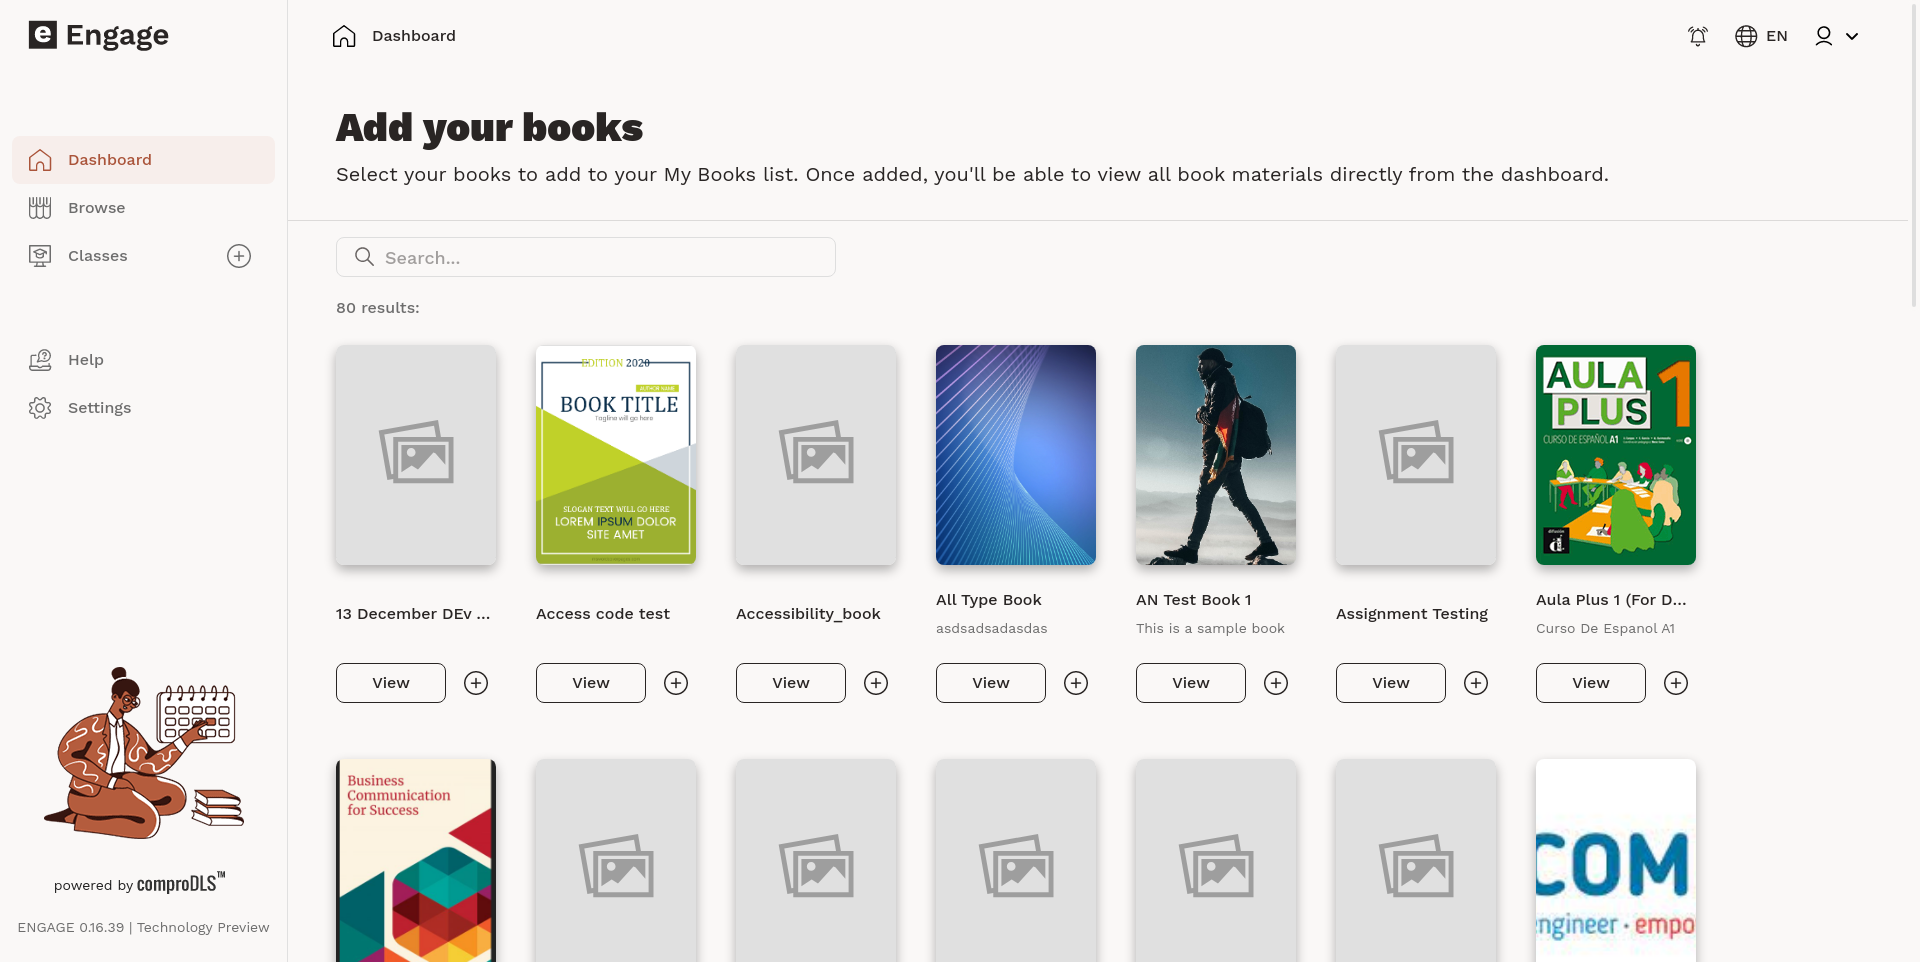 e Engage
Dashboard
EN
Dashboard
Browse
Classes
Help
Settings
powered by comproDLS™
ENGAGE 0.16.39 | Technology Preview
Add your books
Select your books to add to your My Books list. Once added, you'll be able to view all book materials directly from the dashboard.
Search...
80 results:
EDITION 2020
AUTHOR NAME
BOOK TITLE
Tagline will go here
SLOGAN TEXT WILL GO HERE
LOREM IPSUM DOLOR
SITE AMET
AULA
PLUS 1
CURSO DE ESPAÑOL A1
d.
13 December DEv ...
Access code test
Accessibility_book
All Type Book
asdsadsadasdas
AN Test Book 1
This is a sample book
Assignment Testing
Aula Plus 1 (For D...
Curso De Espanol A1
View
View
View
View
View
View
View
Business
Communication
for Success
COM
engineer · empo